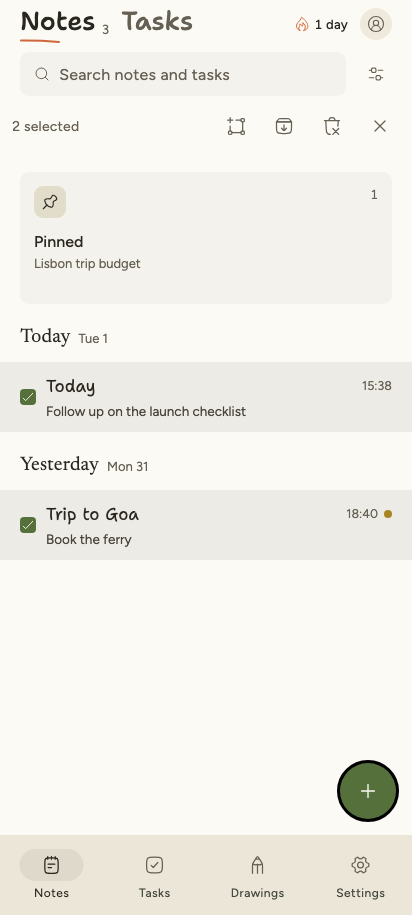 Notes 3 Tasks 1 day
Search notes and tasks
2 selected
1
Pinned
Lisbon trip budget
Today Tue 1
Today 15:38
Follow up on the launch checklist
Yesterday Mon 31
Trip to Goa 18:40
Book the ferry
Notes Tasks Drawings Settings